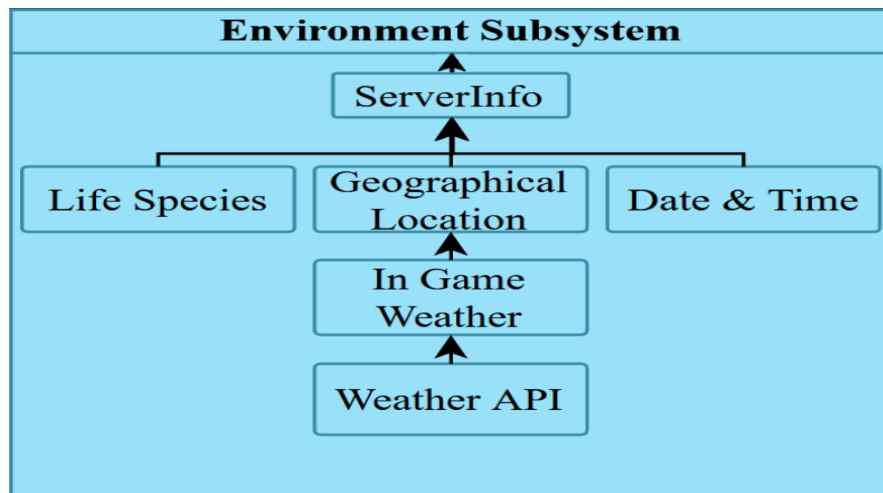 Environment Subsystem
ServerInfo
Life Species
Geographical
Location
Date & Time
In Game
Weather
Weather API